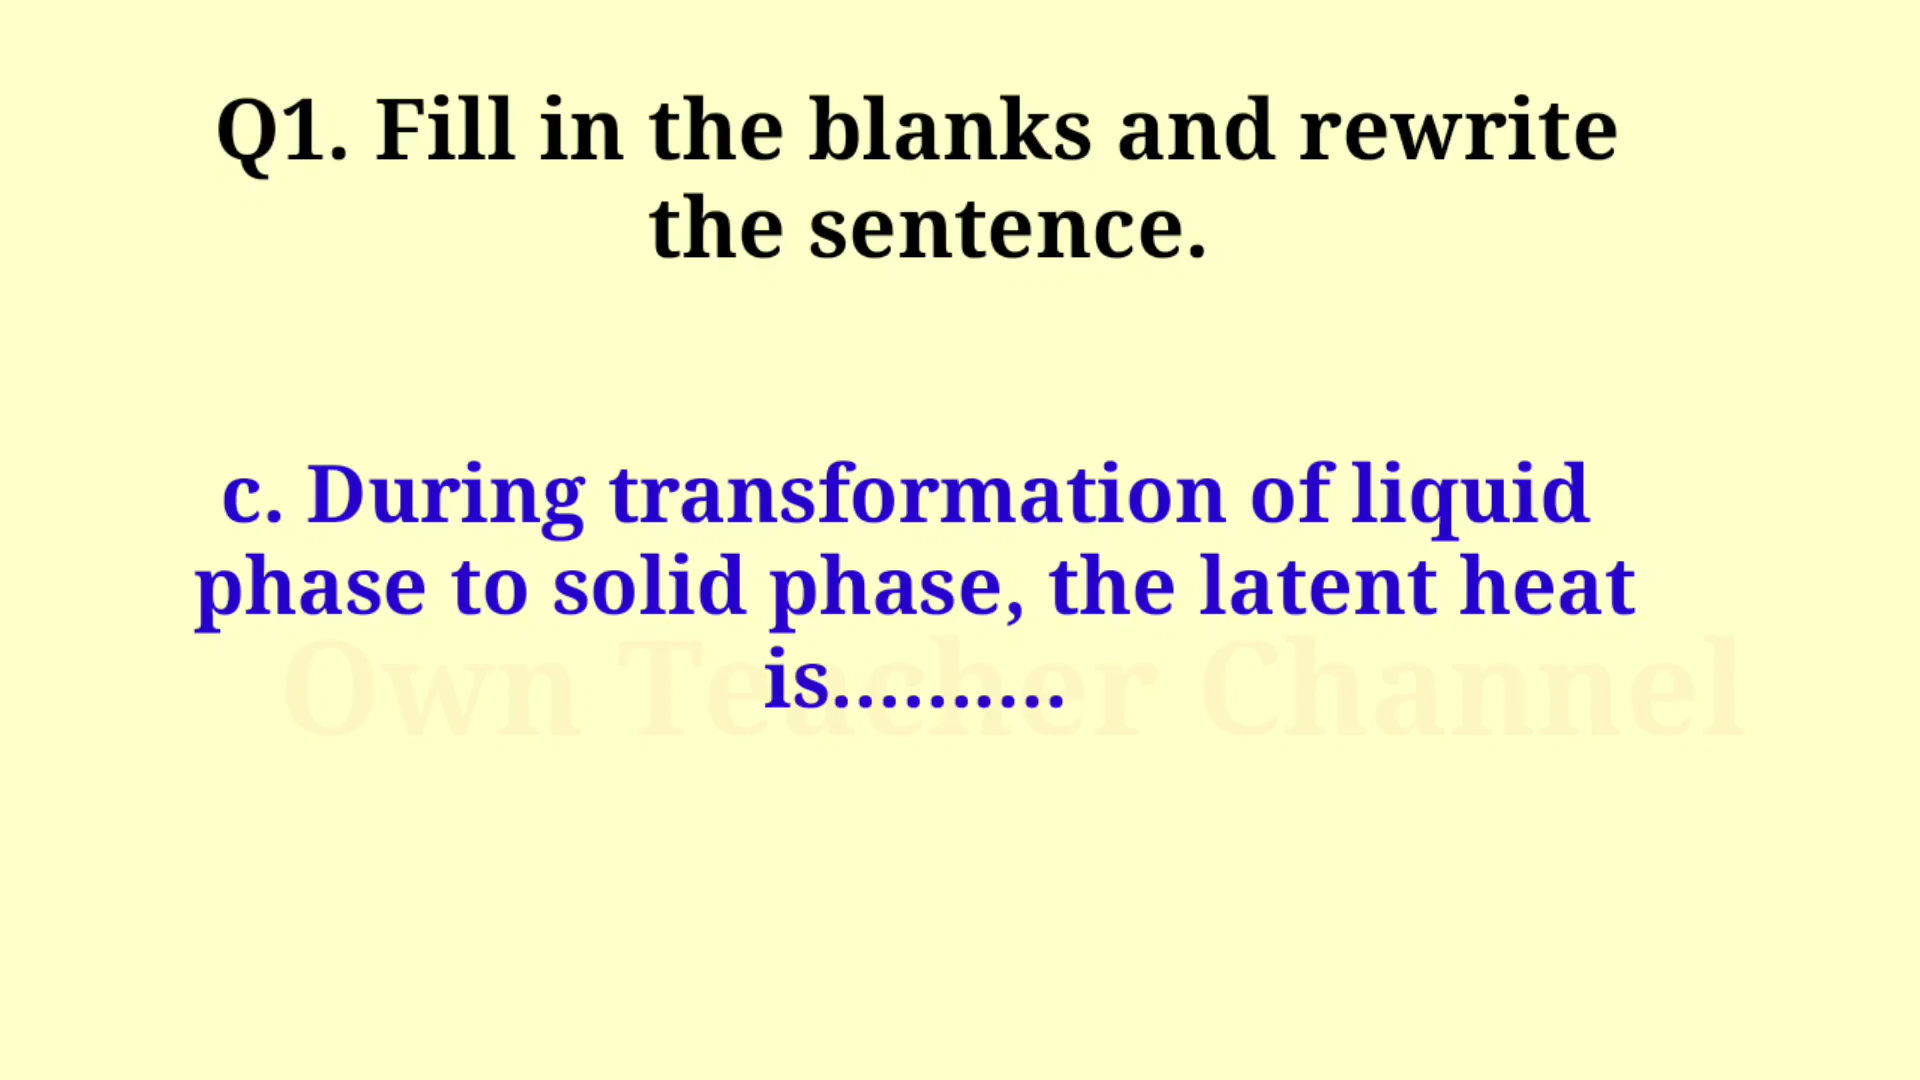 Q1. Fill in the blanks and rewrite
the sentence.
c. During transformation of liquid
phase to solid phase, the latent heat
is..........
Own Teacher Channel